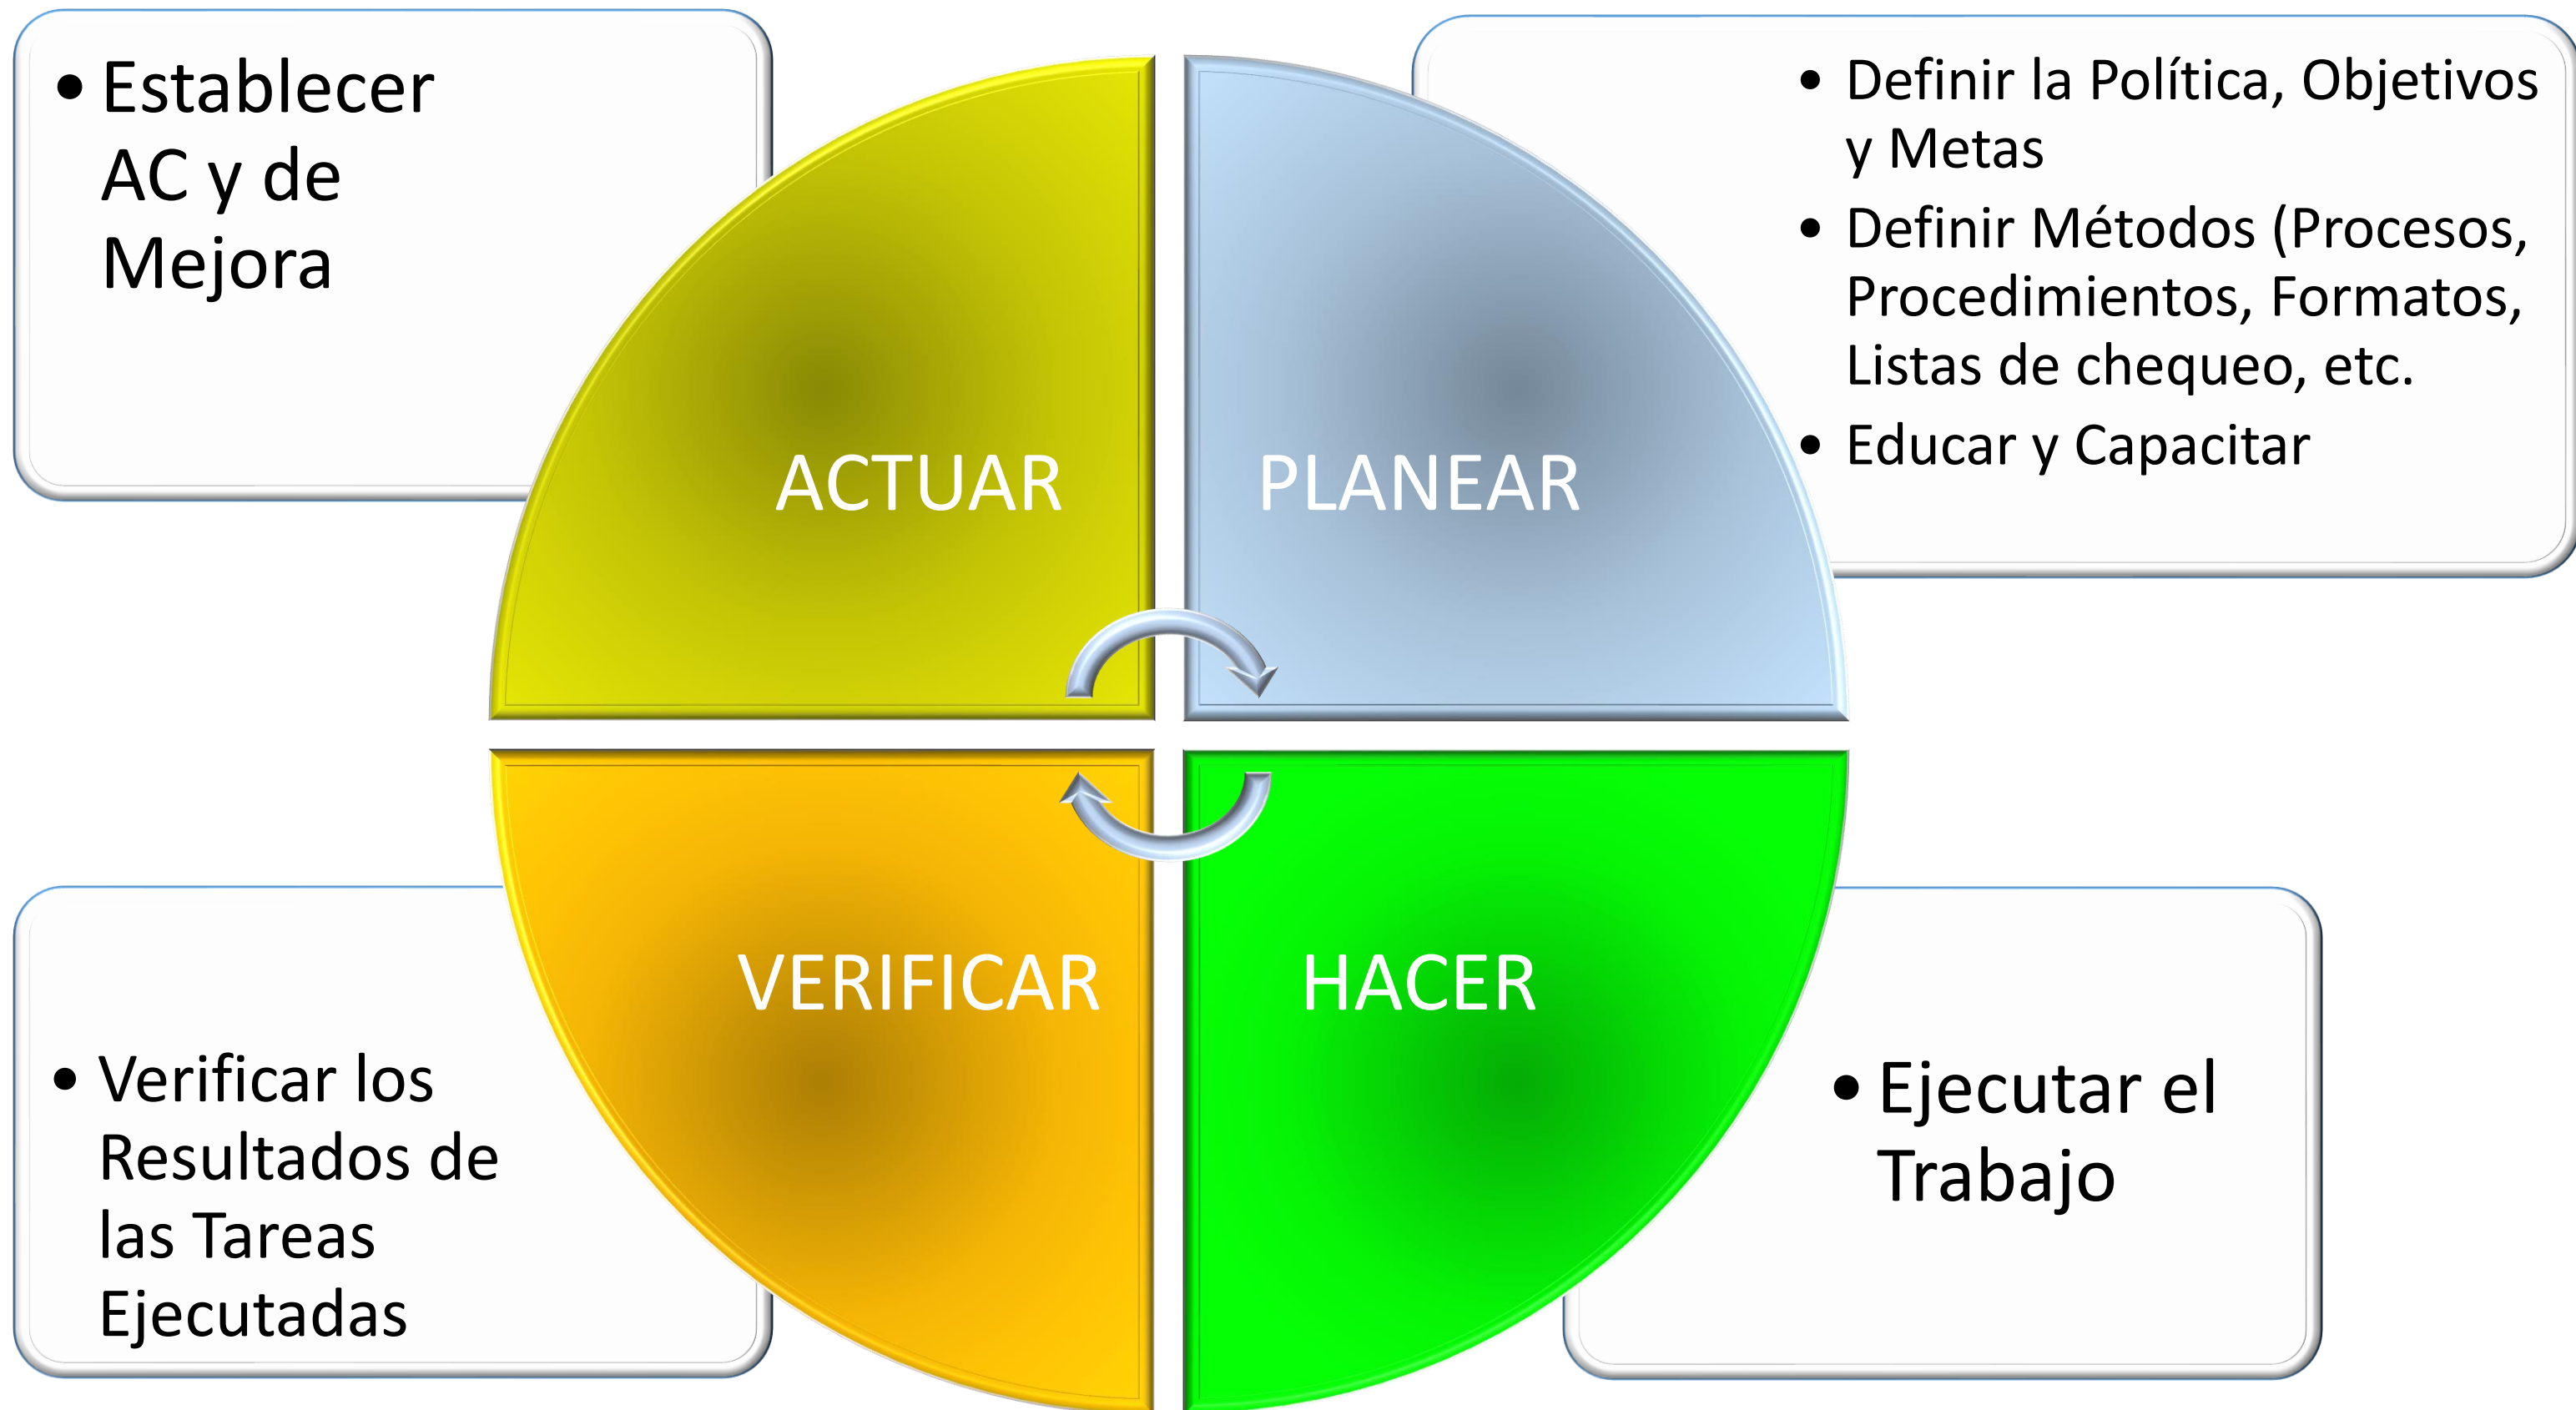 • Establecer
AC y de
Mejora
• Definir la Política, Objetivos
y Metas
• Definir Métodos (Procesos,
Procedimientos, Formatos,
Listas de chequeo, etc.
• Educar y Capacitar
ACTUAR
PLANEAR
VERIFICAR
HACER
• Verificar los
Resultados de
las Tareas
Ejecutadas
• Ejecutar el
Trabajo